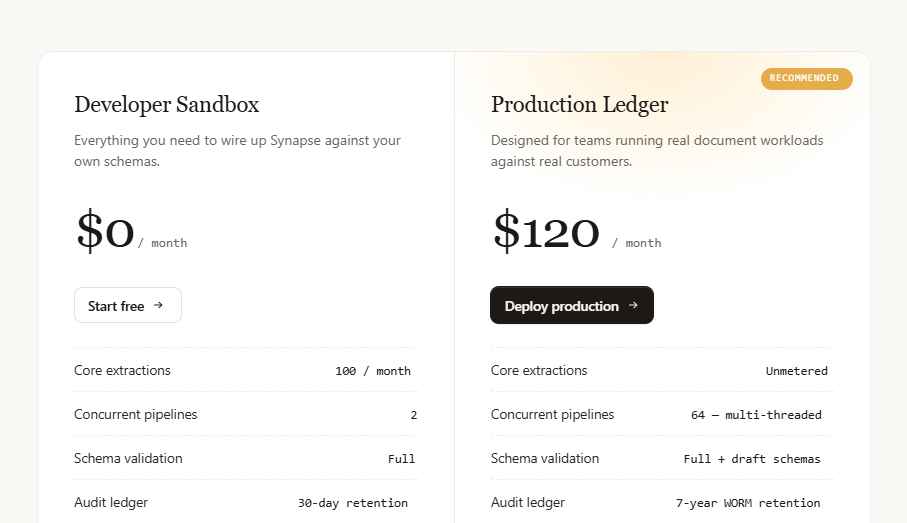 Developer Sandbox
Everything you need to wire up Synapse against your
own schemas.
$0 / month
Start free →
Core extractions 100 / month
Concurrent pipelines 2
Schema validation Full
Audit ledger 30-day retention
RECOMMENDED
Production Ledger
Designed for teams running real document workloads
against real customers.
$120 / month
Deploy production →
Core extractions Unmetered
Concurrent pipelines 64 — multi-threaded
Schema validation Full + draft schemas
Audit ledger 7-year WORM retention